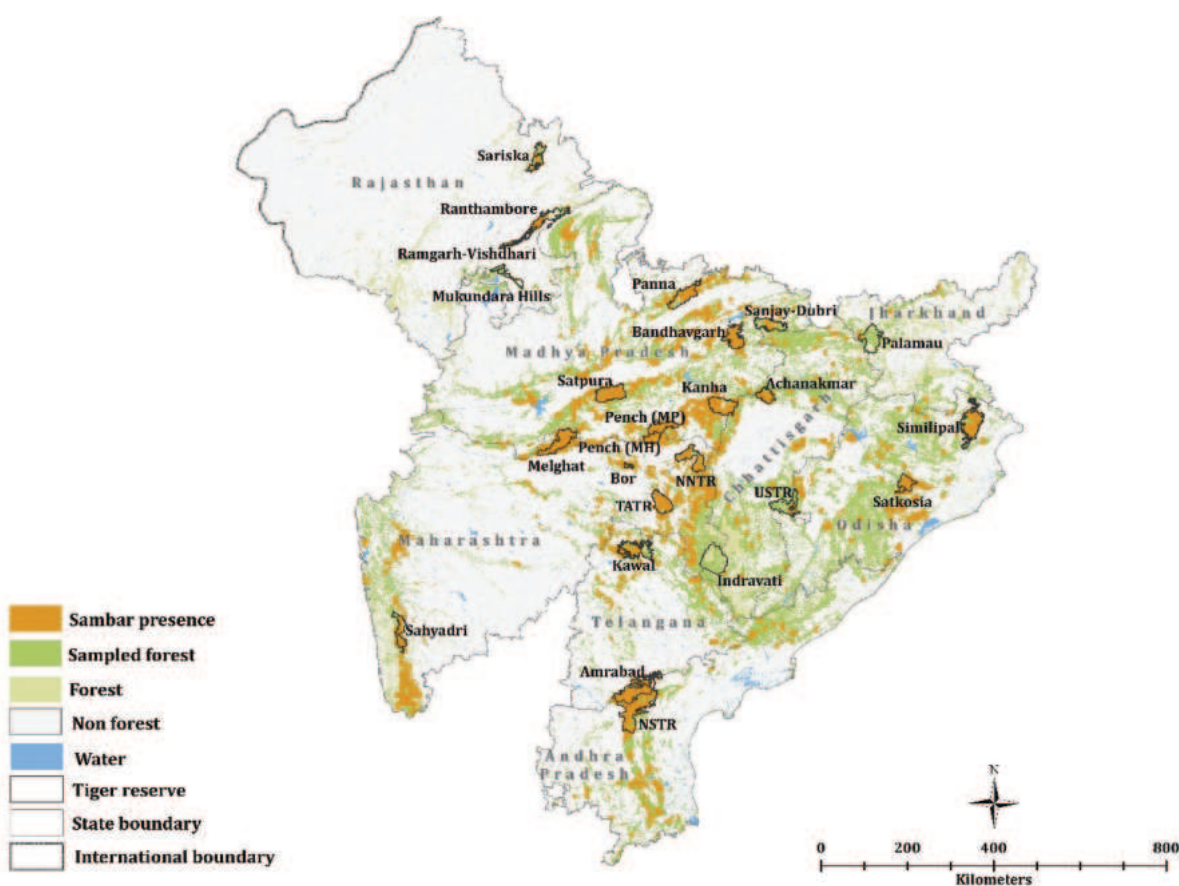 Sariska
Rajasthan
Ranthambore
Ramgarh-Vishdhari
Mukundara Hills
Panna
Sanjay-Dubri
Jharkhand
Bandhavgarh
Palamau
Madhya Pradesh
Satpura
Kanha
Achanakmar
Pench (MP)
Similipal
Pench (MH)
Chhattisgarh
Melghat
Bor
NNTR
USTR
TATR
Satkosia
Odisha
Maharashtra
Kawal
Indravati
Sambar presence
Telangana
Sahyadri
Sampled forest
Amrabad
Forest
Non forest
NSTR
Water
Andhra
Pradesh
Tiger reserve
N
State boundary
International boundary
0 200 400 800
Kilometers